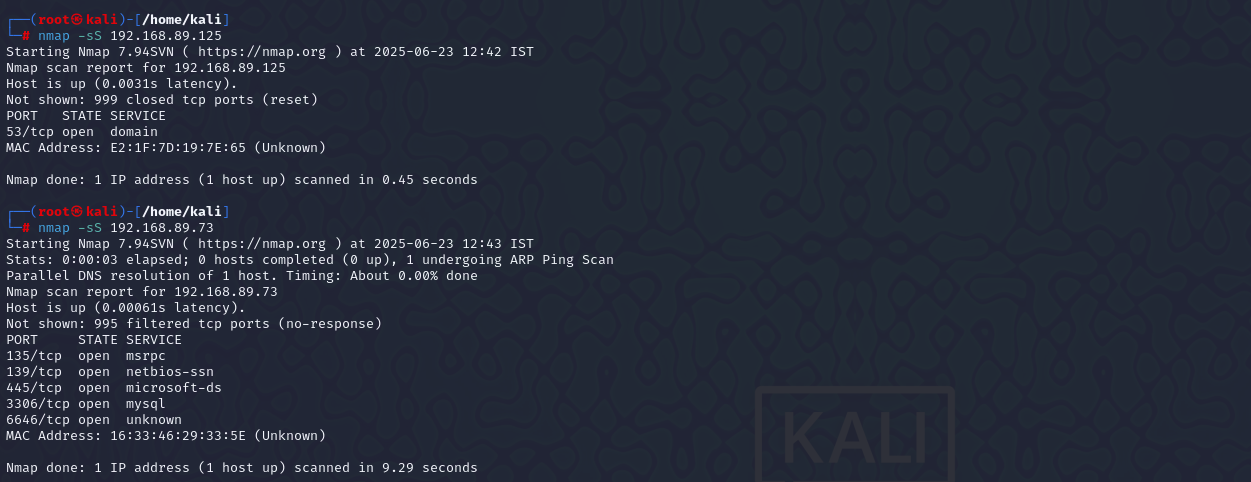 ┌──(root㉿kali)-[/home/kali]
└─# nmap -sS 192.168.89.125
Starting Nmap 7.94SVN ( https://nmap.org ) at 2025-06-23 12:42 IST
Nmap scan report for 192.168.89.125
Host is up (0.0031s latency).
Not shown: 999 closed tcp ports (reset)
PORT   STATE SERVICE
53/tcp open  domain
MAC Address: E2:1F:7D:19:7E:65 (Unknown)

Nmap done: 1 IP address (1 host up) scanned in 0.45 seconds

┌──(root㉿kali)-[/home/kali]
└─# nmap -sS 192.168.89.73
Starting Nmap 7.94SVN ( https://nmap.org ) at 2025-06-23 12:43 IST
Stats: 0:00:03 elapsed; 0 hosts completed (0 up), 1 undergoing ARP Ping Scan
Parallel DNS resolution of 1 host. Timing: About 0.00% done
Nmap scan report for 192.168.89.73
Host is up (0.00061s latency).
Not shown: 995 filtered tcp ports (no-response)
PORT     STATE SERVICE
135/tcp  open  msrpc
139/tcp  open  netbios-ssn
445/tcp  open  microsoft-ds
3306/tcp open  mysql
6646/tcp open  unknown
MAC Address: 16:33:46:29:33:5E (Unknown)

Nmap done: 1 IP address (1 host up) scanned in 9.29 seconds
KALI